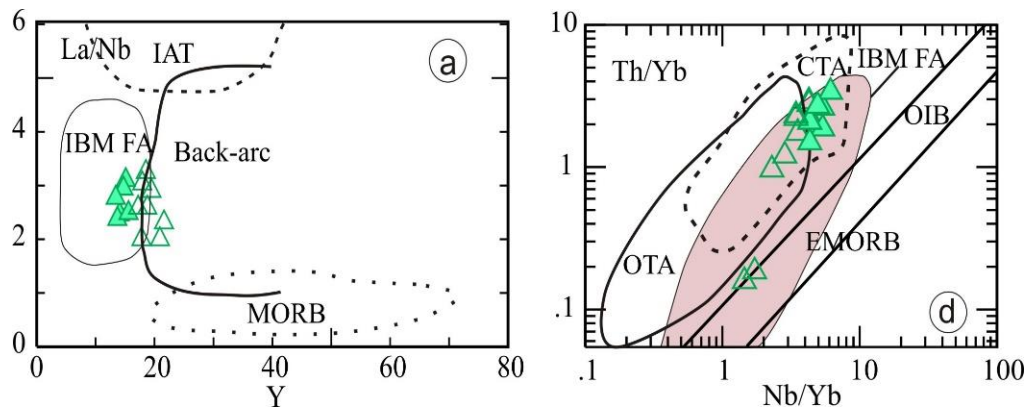 6
La/Nb
IAT
a
4
IBM FA
Back-arc
2
MORB
0
0 20 40 60 80
Y
10
Th/Yb
CTA
IBM FA
OIB
1
OTA
EMORB
.1
d
.1 1 10 100
Nb/Yb